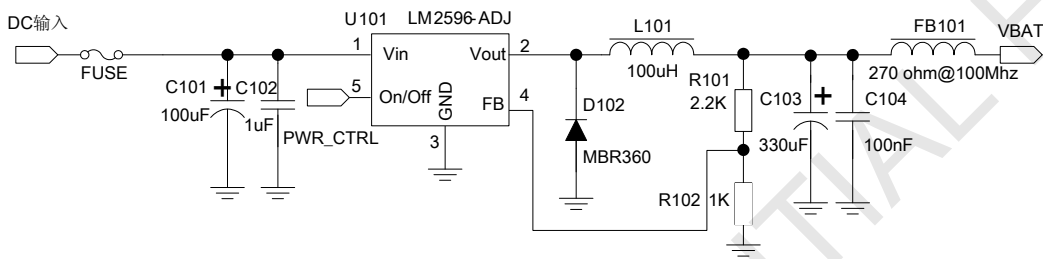 DC输入
FUSE
C101
100uF
+
C102
1uF
PWR_CTRL
U101
LM2596-ADJ
1
Vin
Vout
2
5
On/Off
GND
FB
4
3
D102
MBR360
L101
100uH
R101
2.2K
R102
1K
C103
+
330uF
C104
100nF
FB101
270 ohm@100Mhz
VBAT